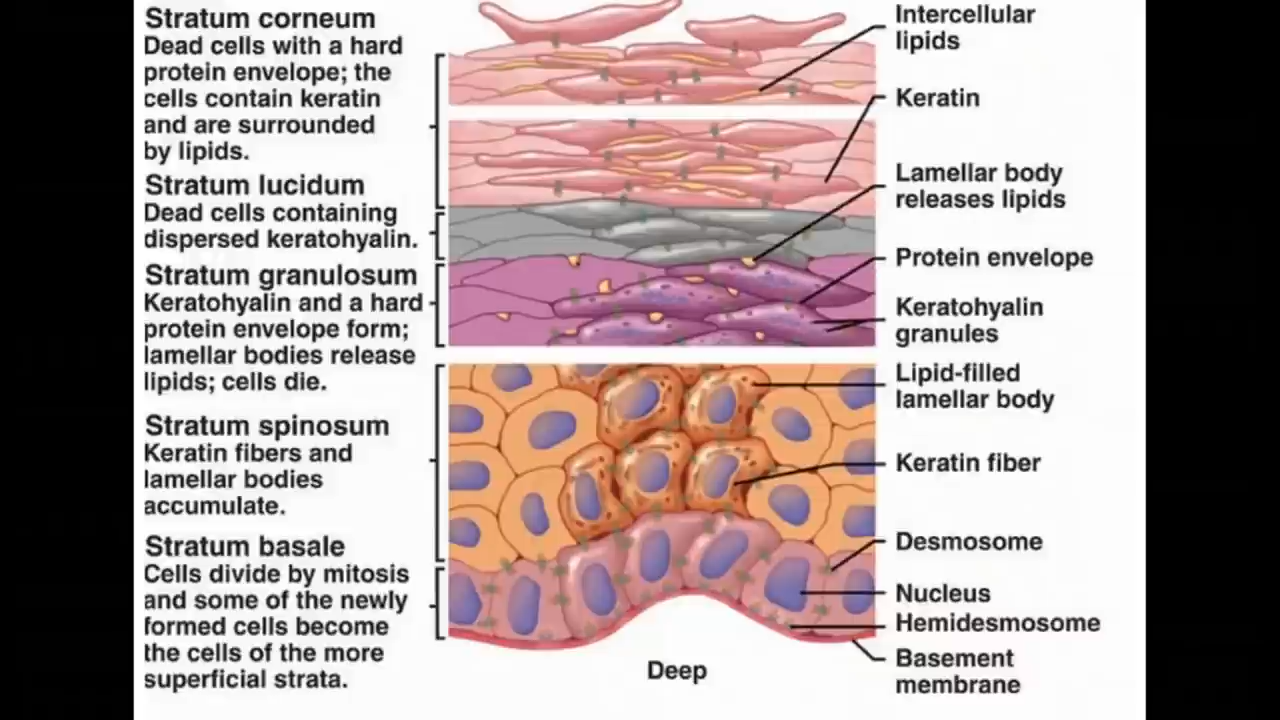 Stratum corneum
Dead cells with a hard
protein envelope; the
cells contain keratin
and are surrounded
by lipids.
Stratum lucidum
Dead cells containing
dispersed keratohyalin.
Stratum granulosum
Keratohyalin and a hard
protein envelope form;
lamellar bodies release
lipids; cells die.
Stratum spinosum
Keratin fibers and
lamellar bodies
accumulate.
Stratum basale
Cells divide by mitosis
and some of the newly
formed cells become
the cells of the more
superficial strata.
Intercellular
lipids
Keratin
Lamellar body
releases lipids
Protein envelope
Keratohyalin
granules
Lipid-filled
lamellar body
Keratin fiber
Desmosome
Nucleus
Hemidesmosome
Basement
membrane
Deep